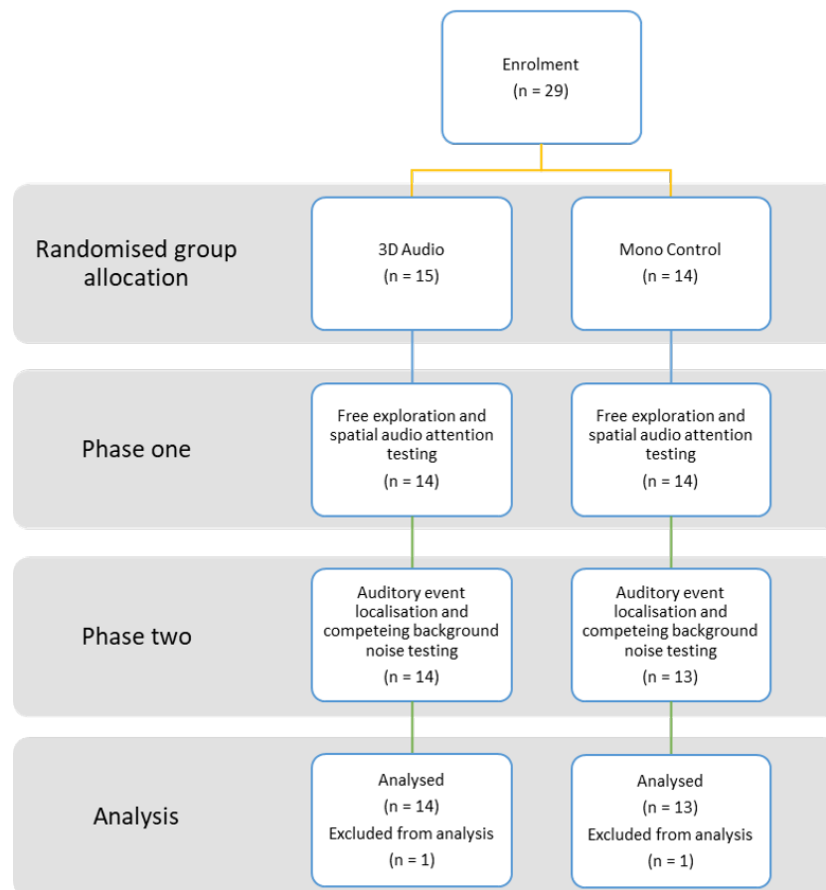 Enrolment
(n = 29)
Randomised group
allocation
3D Audio
(n = 15)
Mono Control
(n = 14)
Phase one
Free exploration and
spatial audio attention
testing
(n = 14)
Free exploration and
spatial audio attention
testing
(n = 14)
Phase two
Auditory event
localisation and
competeing background
noise testing
(n = 14)
Auditory event
localisation and
competeing background
noise testing
(n = 13)
Analysis
Analysed
(n = 14)
Excluded from analysis
(n = 1)
Analysed
(n = 13)
Excluded from analysis
(n = 1)